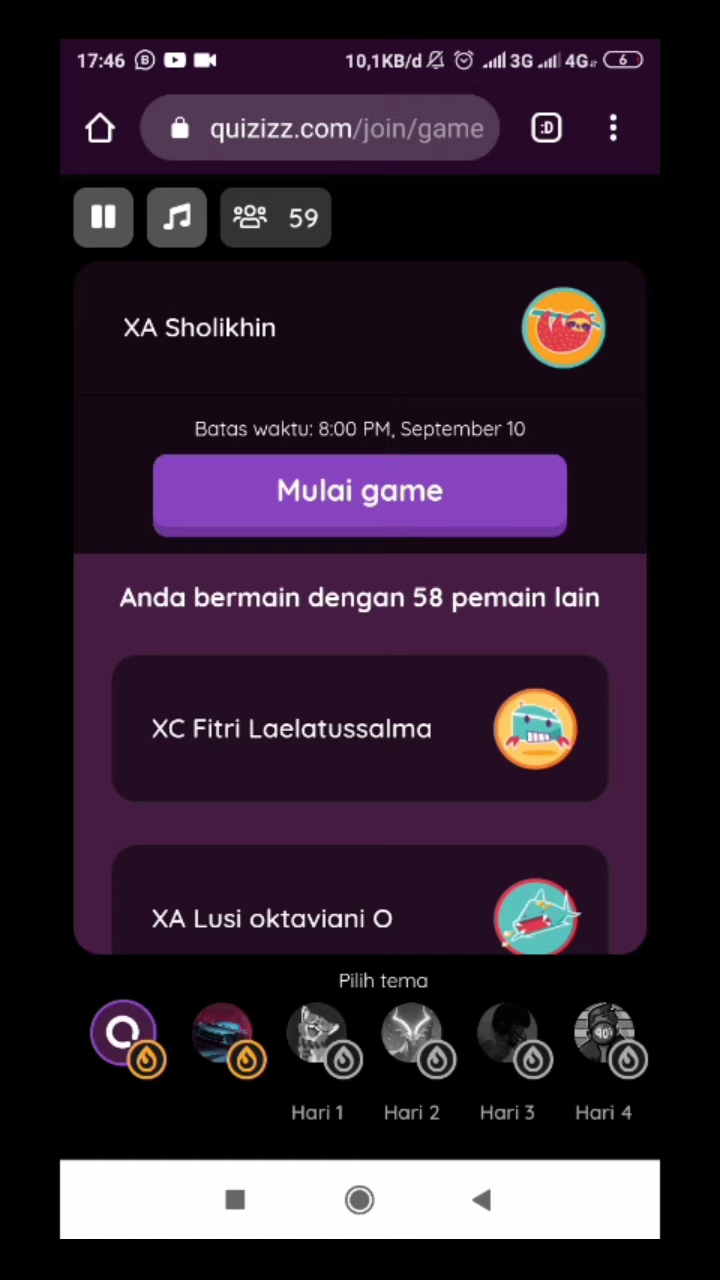 17:46 B 10,1KB/d 3G 4G 6
quizizz.com/join/game :D
59
XA Sholikhin
Batas waktu: 8:00 PM, September 10
Mulai game
Anda bermain dengan 58 pemain lain
XC Fitri Laelatussalma
XA Lusi oktaviani O
Pilih tema
90's
Hari 1 Hari 2 Hari 3 Hari 4